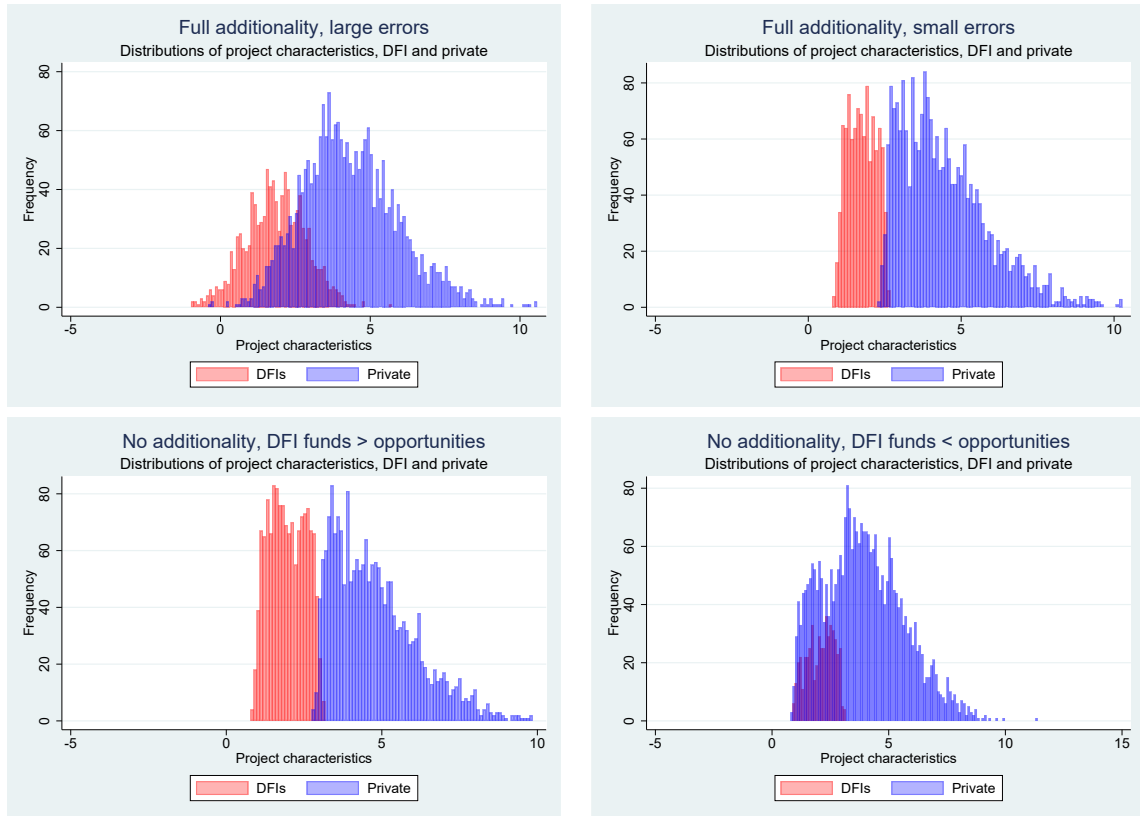 Full additionality, large errors
Distributions of project characteristics, DFI and private
80
60
40
20
0
Frequency
-5
0
5
10
Project characteristics
DFIs
Private
Full additionality, small errors
Distributions of project characteristics, DFI and private
80
60
40
20
0
Frequency
-5
0
5
10
Project characteristics
DFIs
Private
No additionality, DFI funds > opportunities
Distributions of project characteristics, DFI and private
80
60
40
20
0
Frequency
-5
0
5
10
Project characteristics
DFIs
Private
No additionality, DFI funds < opportunities
Distributions of project characteristics, DFI and private
80
60
40
20
0
Frequency
-5
0
5
10
15
Project characteristics
DFIs
Private